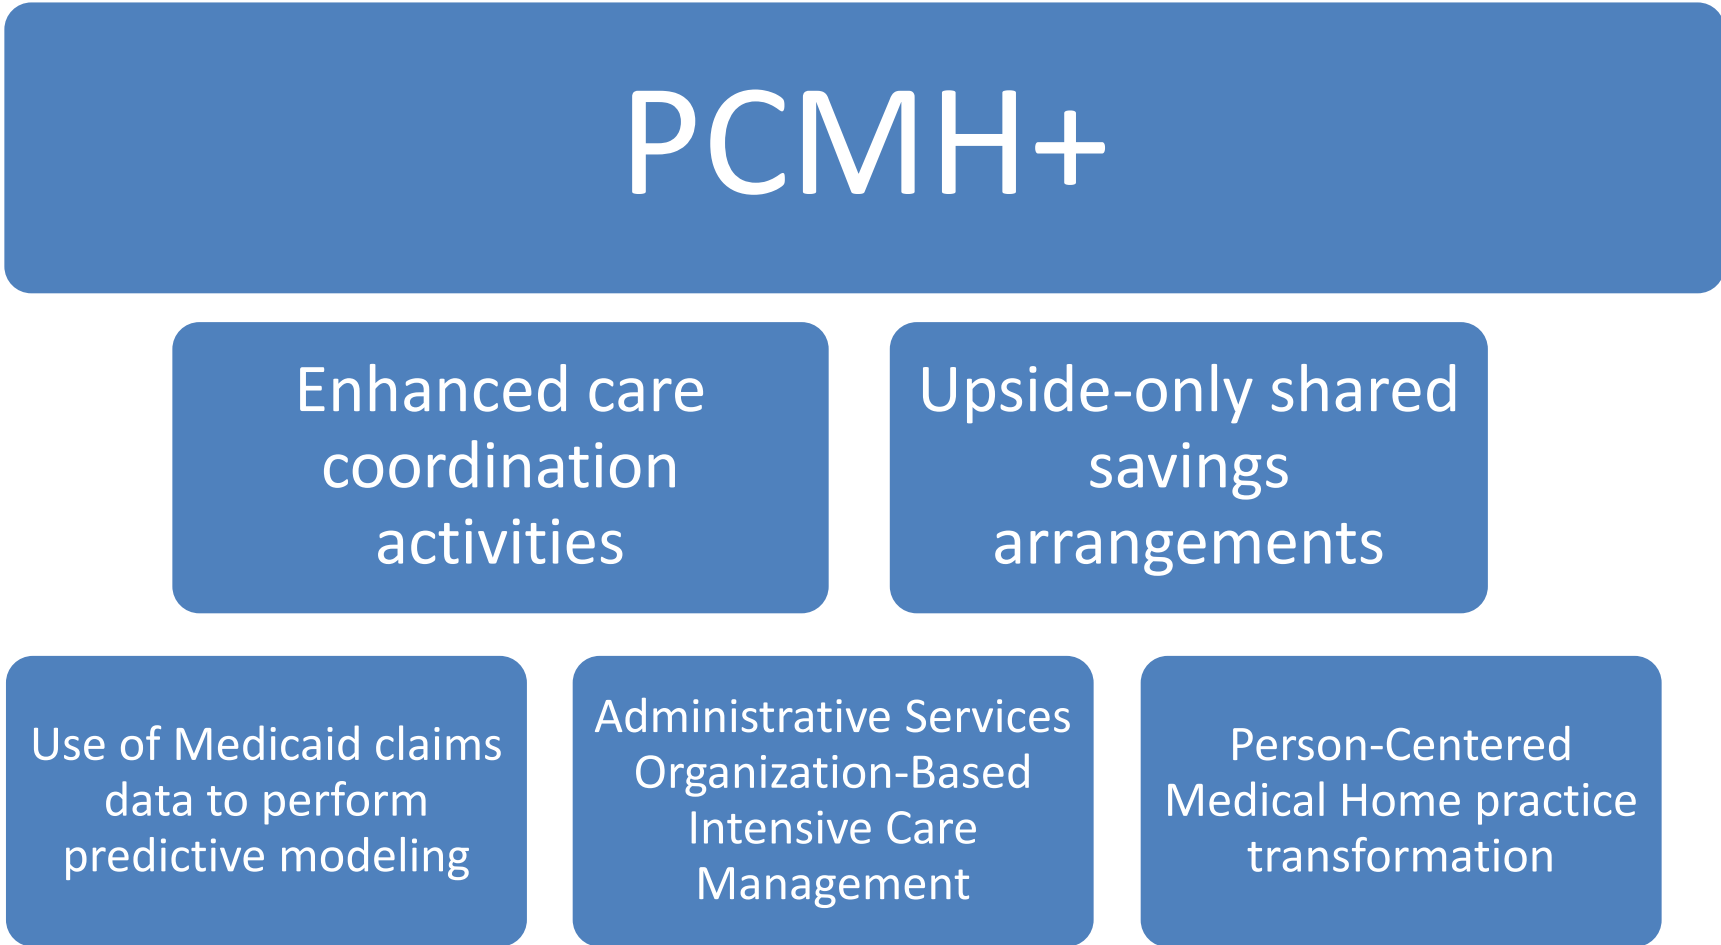 PCMH+
Enhanced care
coordination
activities
Upside-only shared
savings
arrangements
Use of Medicaid claims
data to perform
predictive modeling
Administrative Services
Organization-Based
Intensive Care
Management
Person-Centered
Medical Home practice
transformation